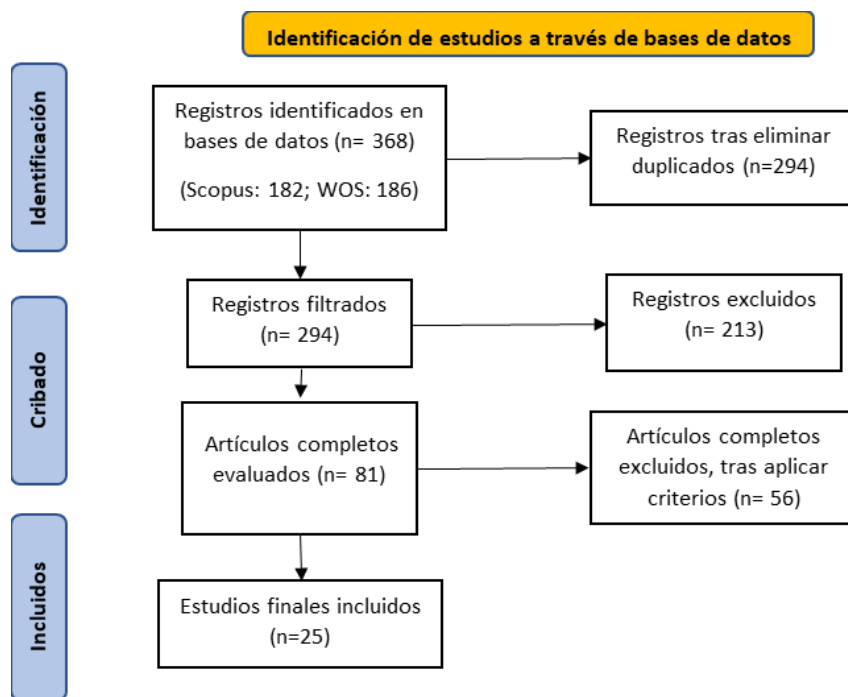 Identificación de estudios a través de bases de datos
Identificación
Registros identificados en
bases de datos (n= 368)
(Scopus: 182; WOS: 186)
Registros tras eliminar
duplicados (n=294)
Cribado
Registros filtrados
(n= 294)
Registros excluidos
(n= 213)
Artículos completos
evaluados (n= 81)
Artículos completos
excluidos, tras aplicar
criterios (n= 56)
Incluidos
Estudios finales incluidos
(n=25)